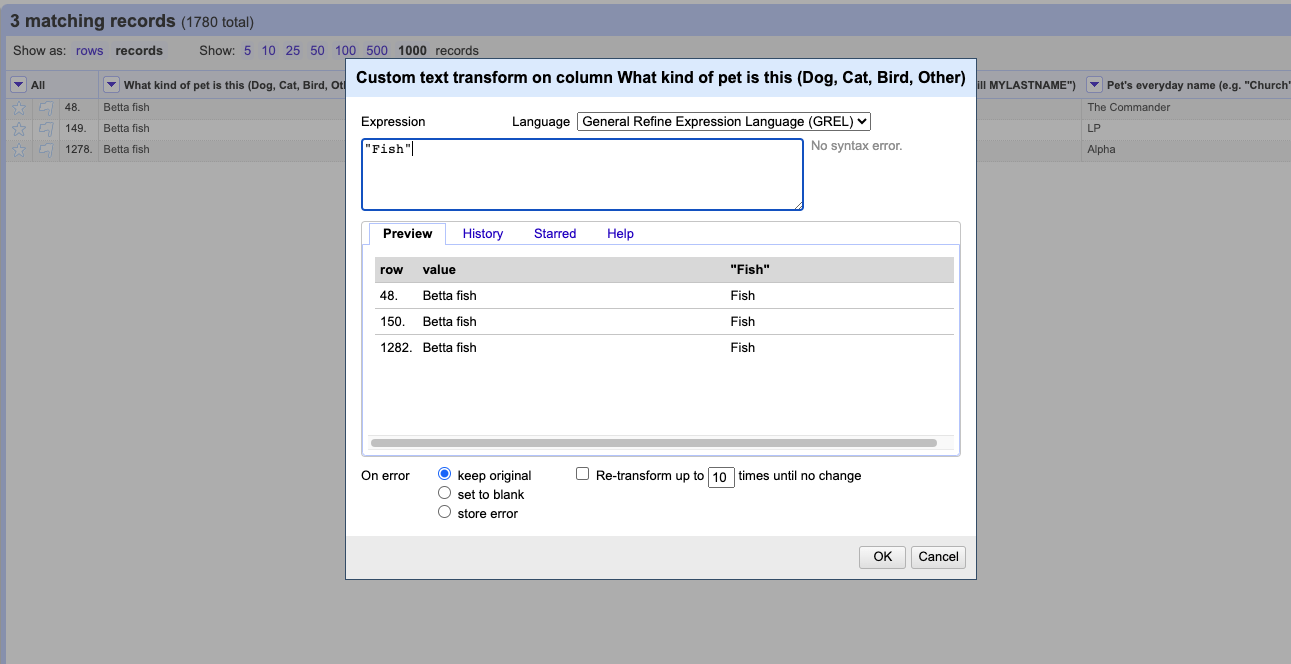 3 matching records (1780 total)
Show as: rows records Show: 5 10 25 50 100 500 1000 records
All What kind of pet is this (Dog, Cat, Bird, MYLASTNAME") Pet's everyday name (e.g. "Church"
48. Betta fish The Commander
149. Betta fish LP
1278. Betta fish Alpha
Custom text transform on column What kind of pet is this (Dog, Cat, Bird, Other)
Expression Language General Refine Expression Language (GREL)
"Fish" No syntax error.
Preview History Starred Help
row value "Fish"
48. Betta fish Fish
150. Betta fish Fish
1282. Betta fish Fish
On error keep original Re-transform up to 10 times until no change
set to blank
store error
OK Cancel